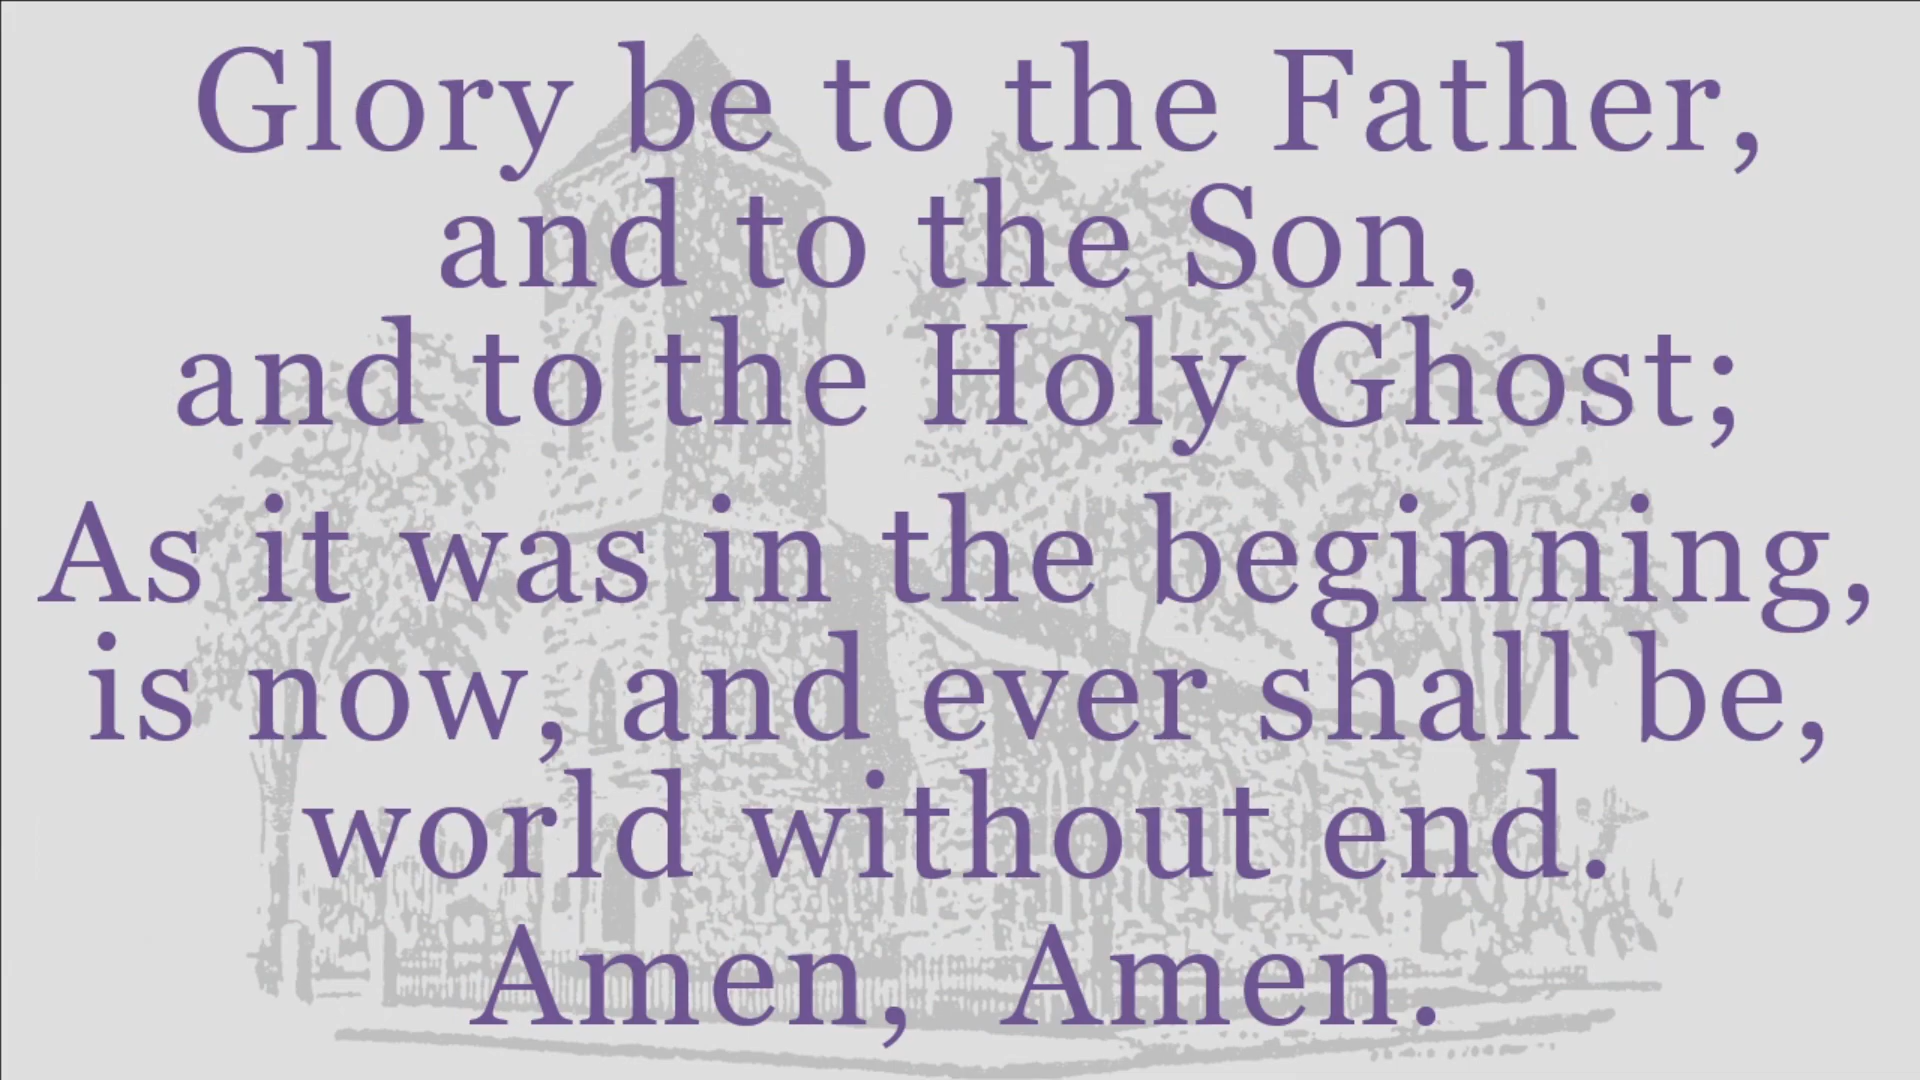 Glory be to the Father,
and to the Son,
and to the Holy Ghost;
As it was in the beginning,
is now, and ever shall be,
world without end.
Amen, Amen.